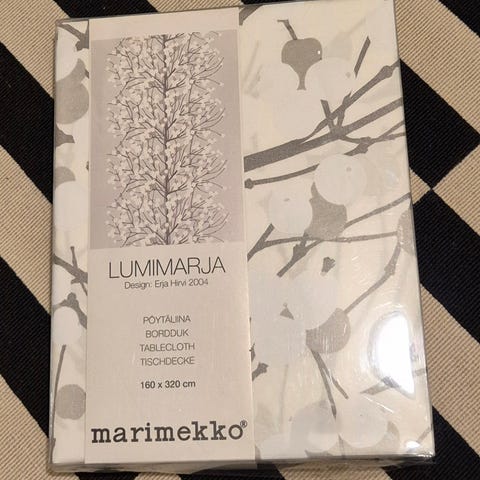 LUMIMARJA
Design: Erja Hirvi 2004
PÖYTÄLIINA
BORDDUK
TABLECLOTH
TISCHDECKE
160 x 320 cm
marimekko®